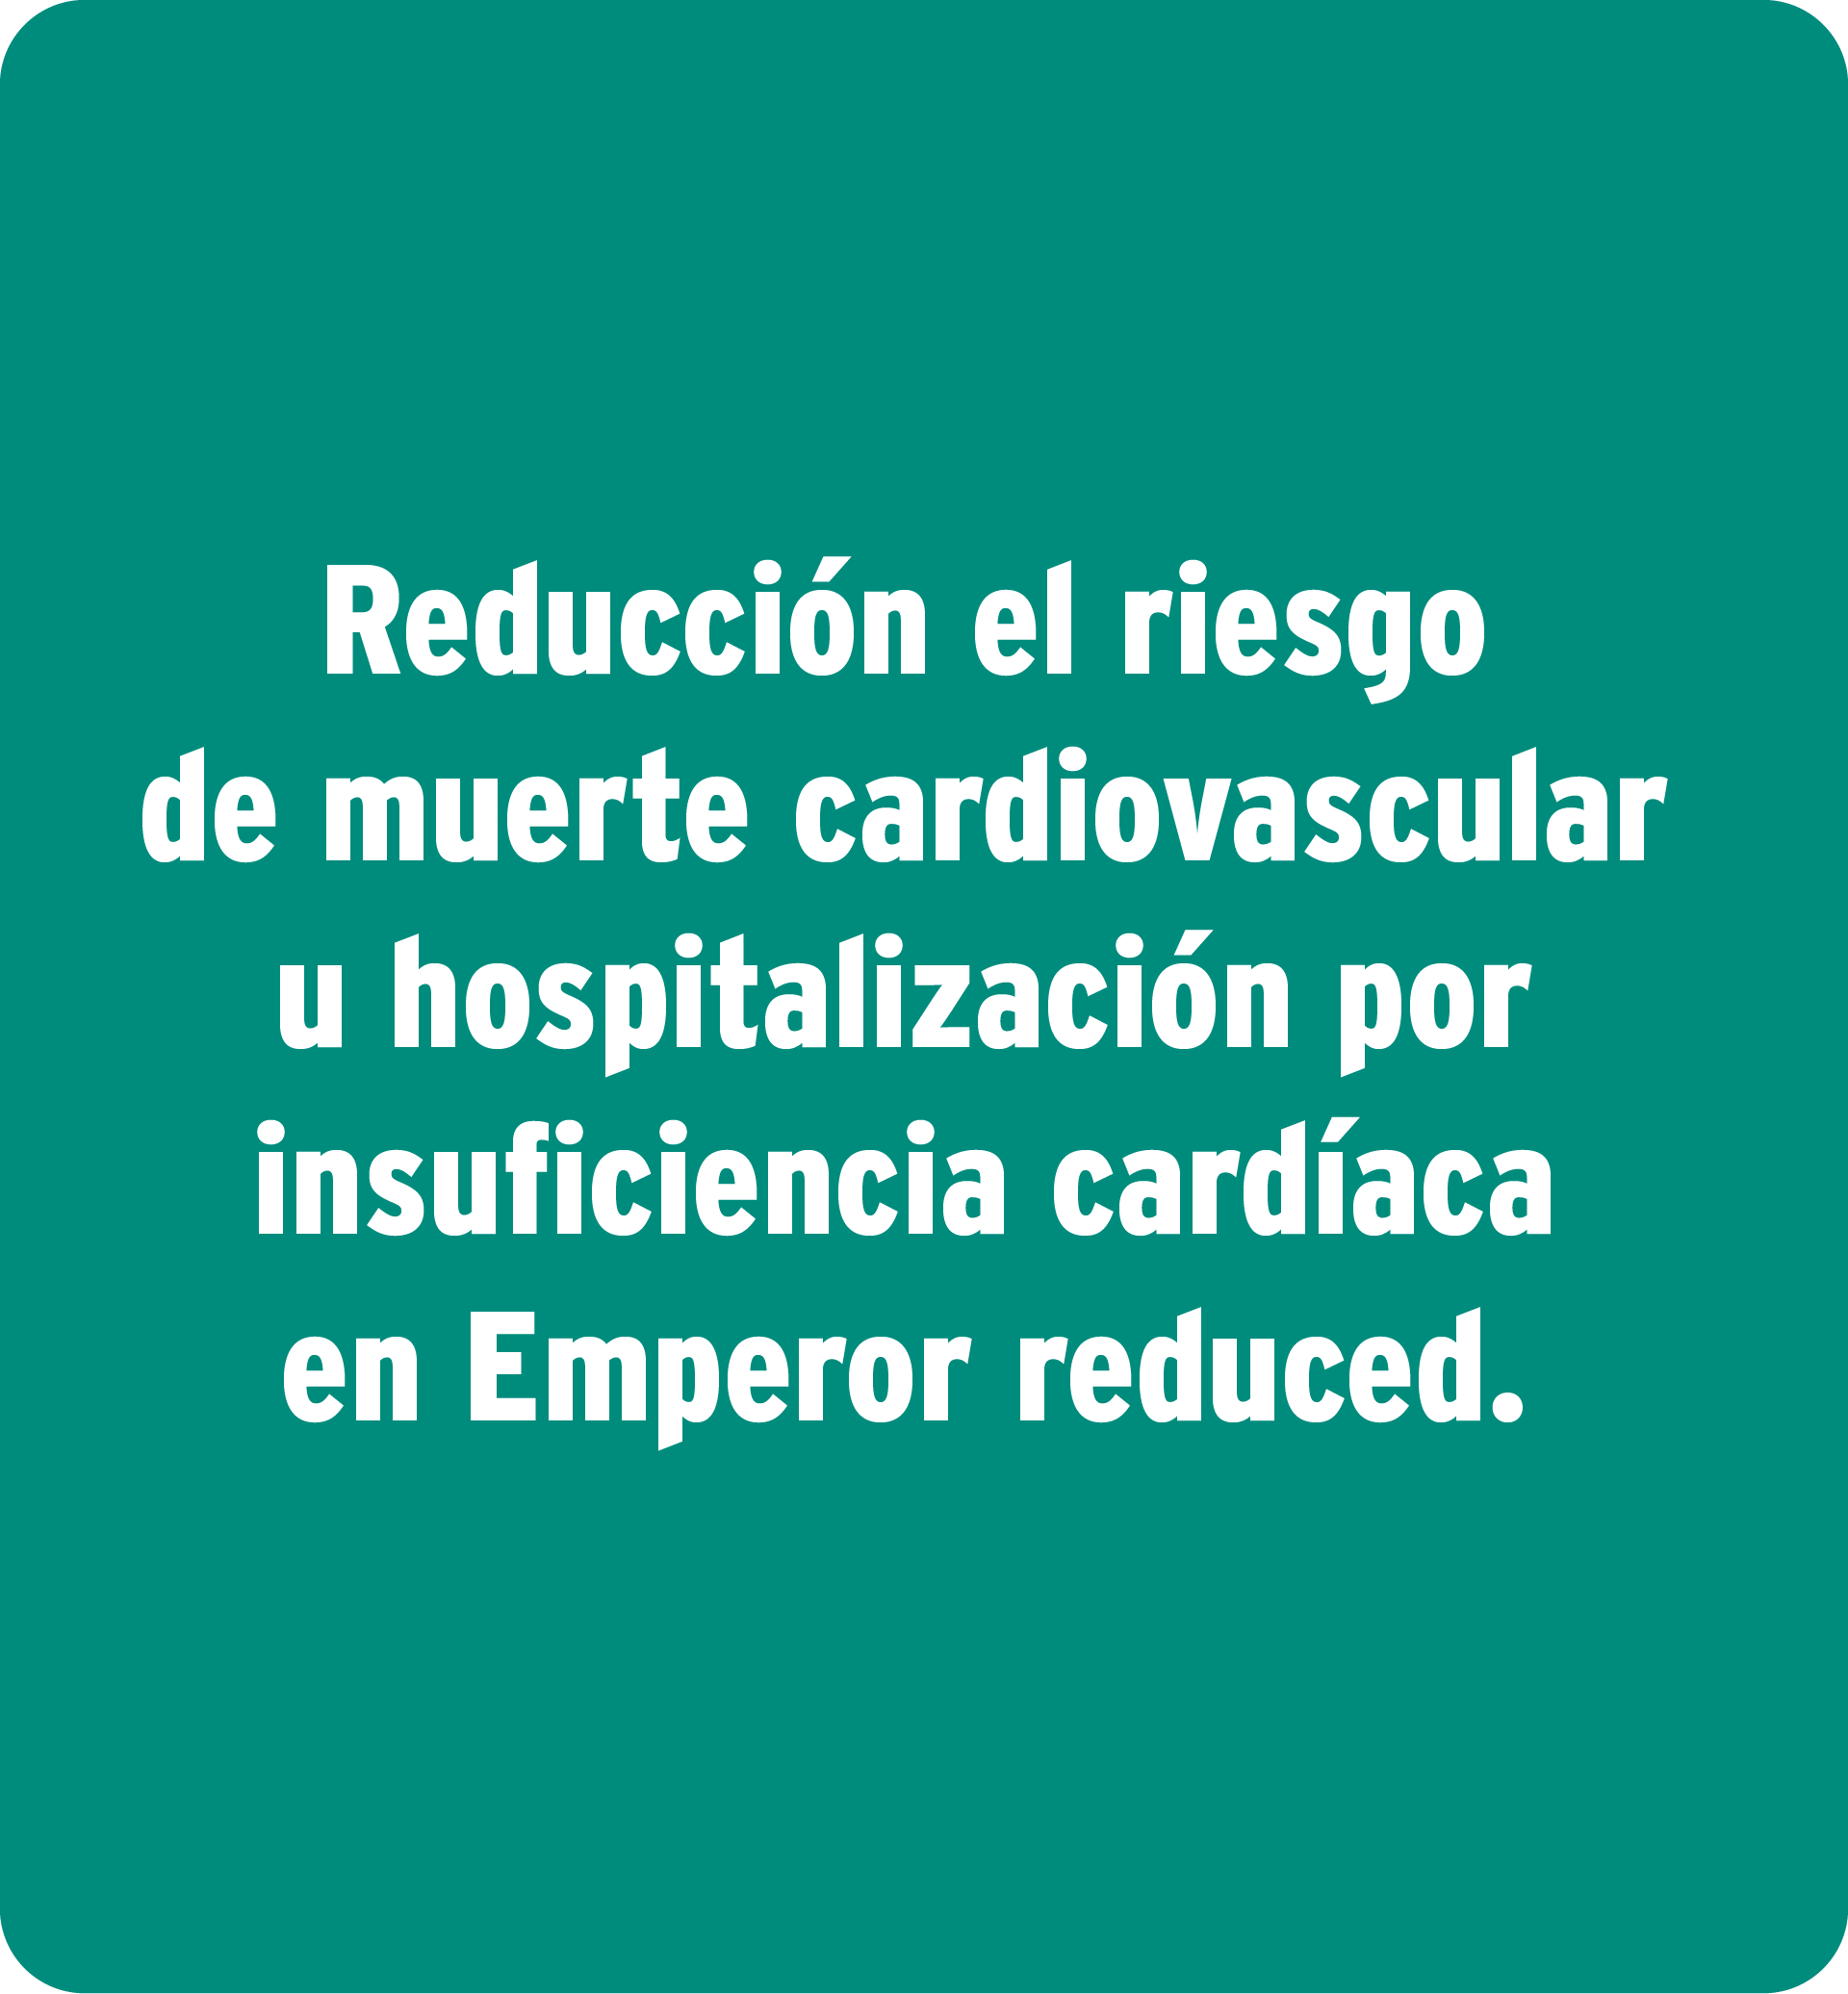 Reducción el riesgo
de muerte cardiovascular
u hospitalización por
insuficiencia cardíaca
en Emperor reduced.